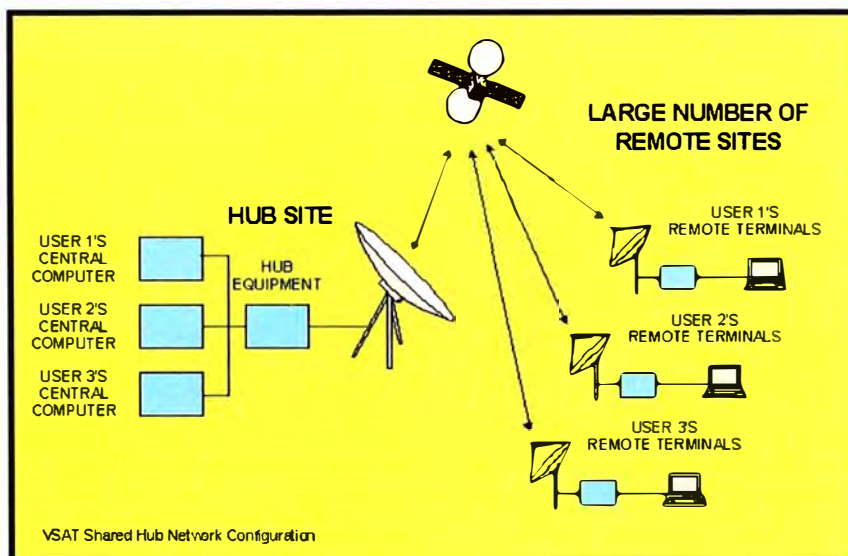 LARGE NUMBER OF
REMOTE SITES
HUB SITE
USER 1'S
CENTRAL
COMPUTER
HUB
EQUIPMENT
USER 2'S
CENTRAL
COMPUTER
USER 3'S
CENTRAL
COMPUTER
USER 1'S
REMOTE TERMINALS
USER 2'S
REMOTE TERMINALS
USER 3'S
REMOTE TERMINALS
VSAT Shared Hub Network Configuration